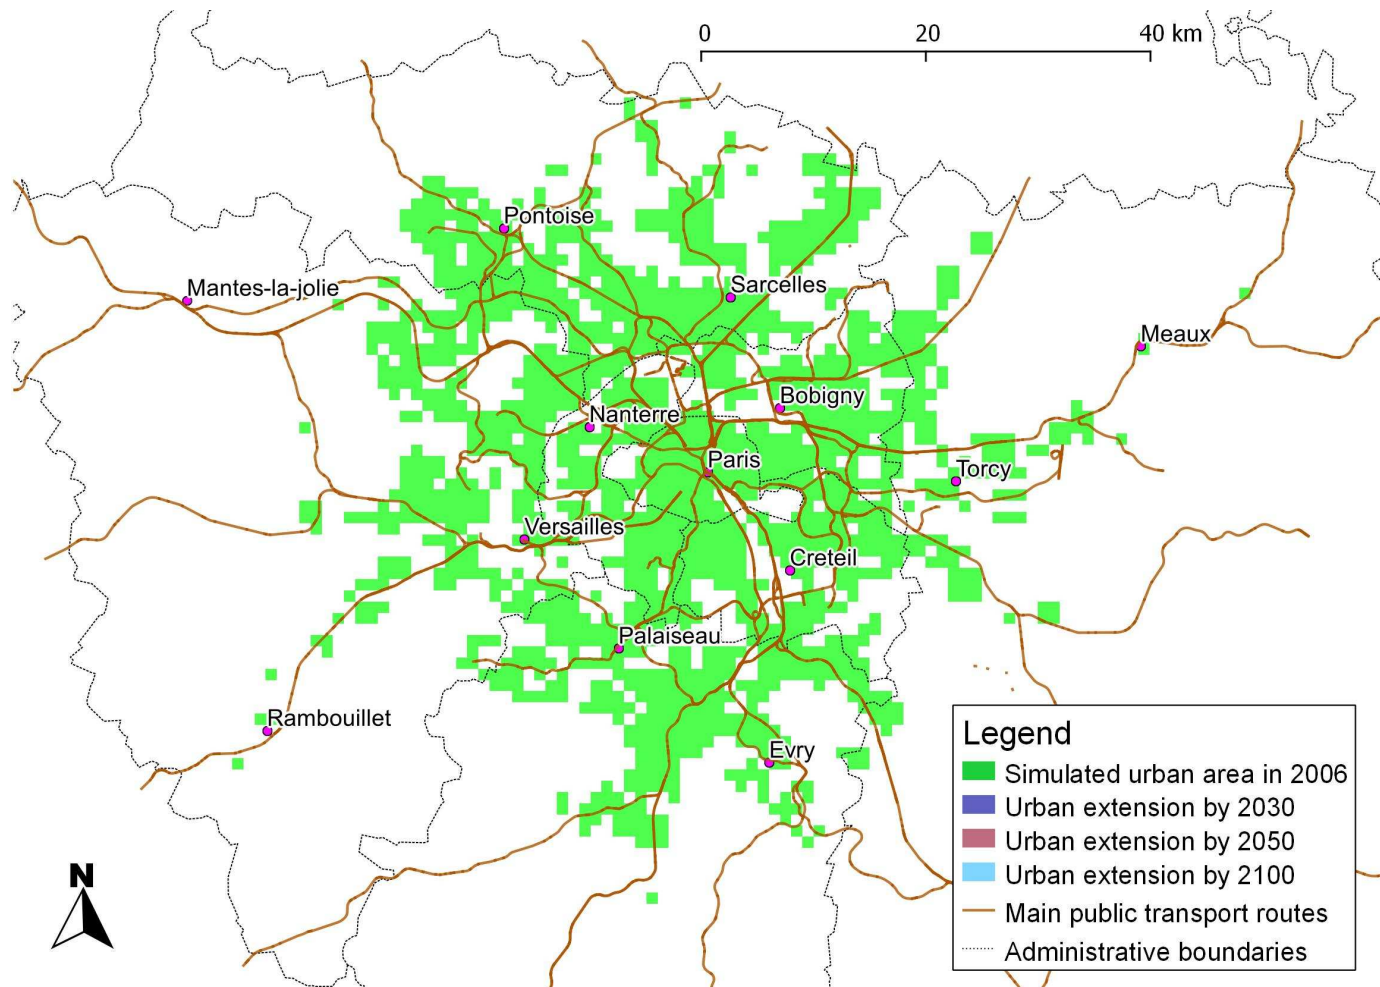 0 20 40 km
Pontoise
Mantes-la-jolie
Sarcelles
Meaux
Bobigny
Nanterre
Paris
Torcy
Versailles
Creteil
Palaiseau
Rambouillet
Evry
Legend
Simulated urban area in 2006
Urban extension by 2030
Urban extension by 2050
Urban extension by 2100
Main public transport routes
Administrative boundaries
N